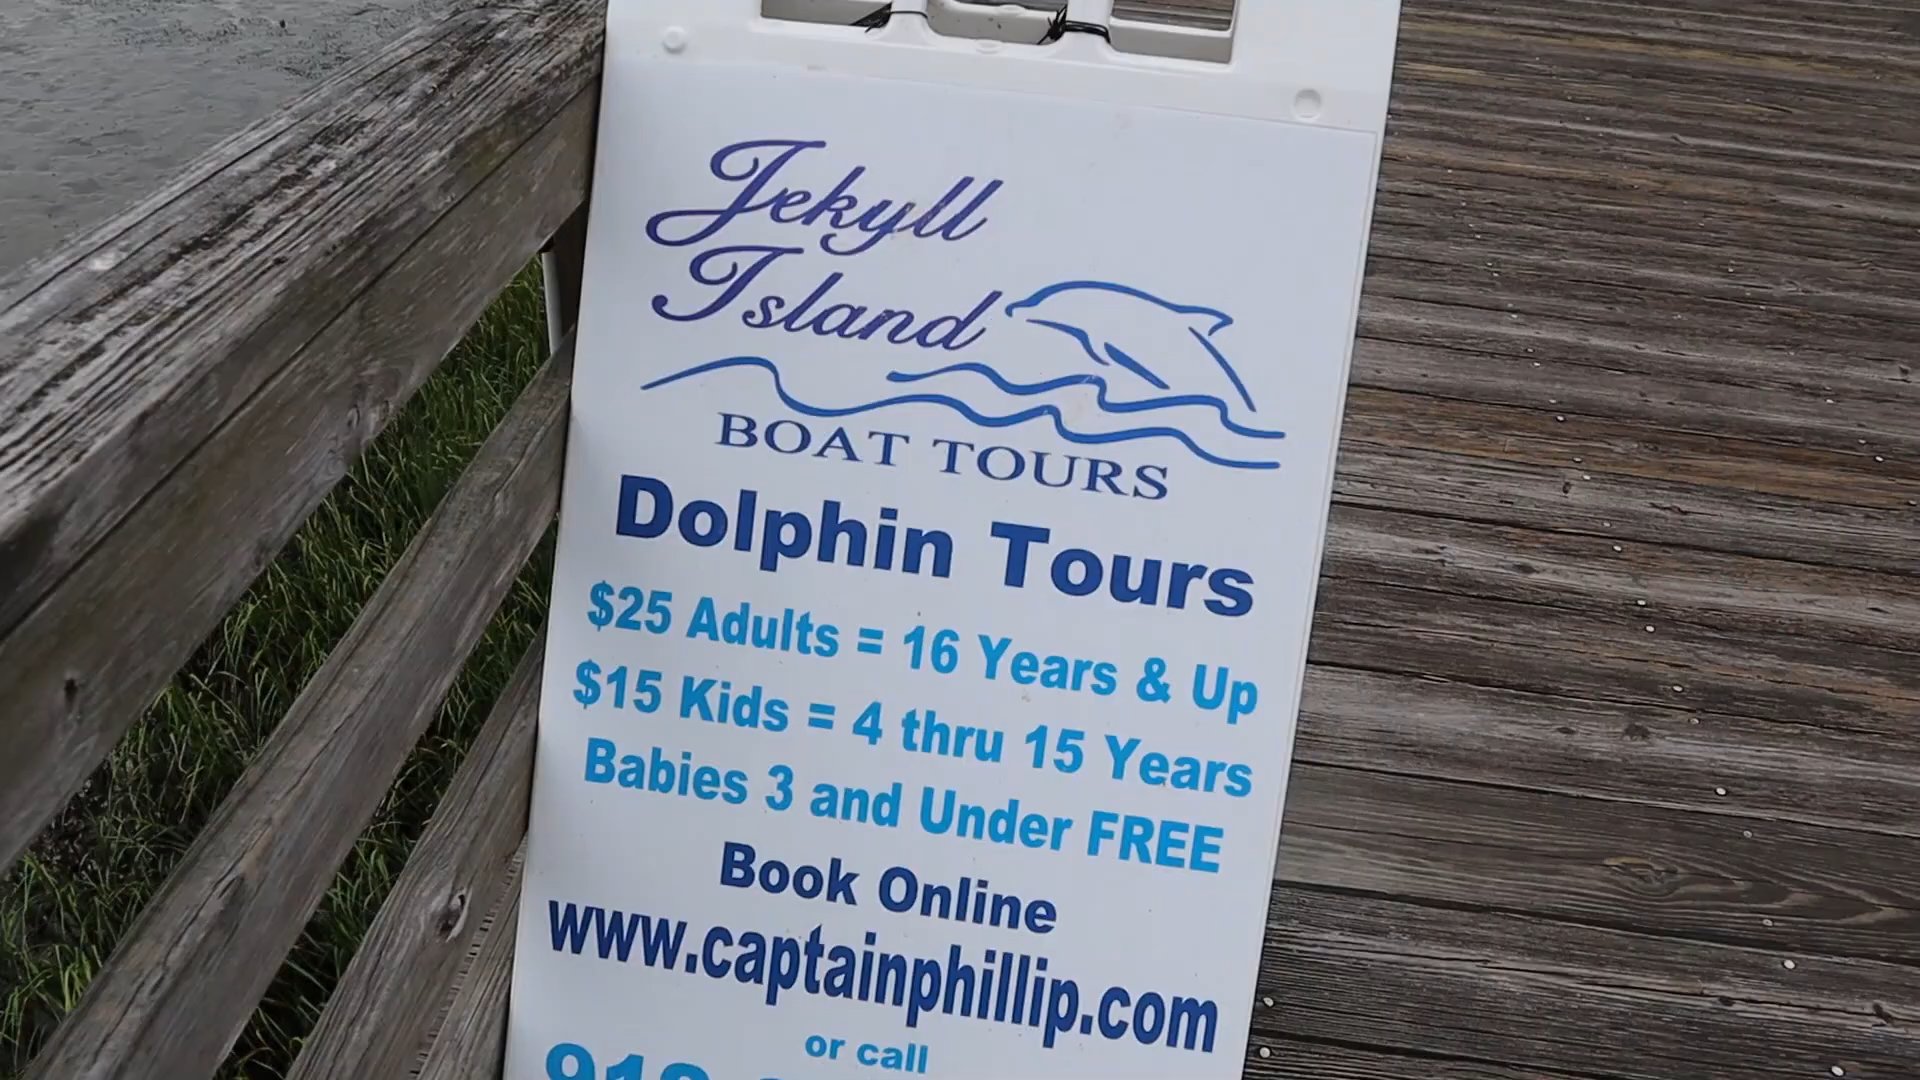 Jekyll
Island
BOAT TOURS
Dolphin Tours
$25 Adults = 16 Years & Up
$15 Kids = 4 thru 15 Years
Babies 3 and Under FREE
Book Online
www.captainphillip.com
or call